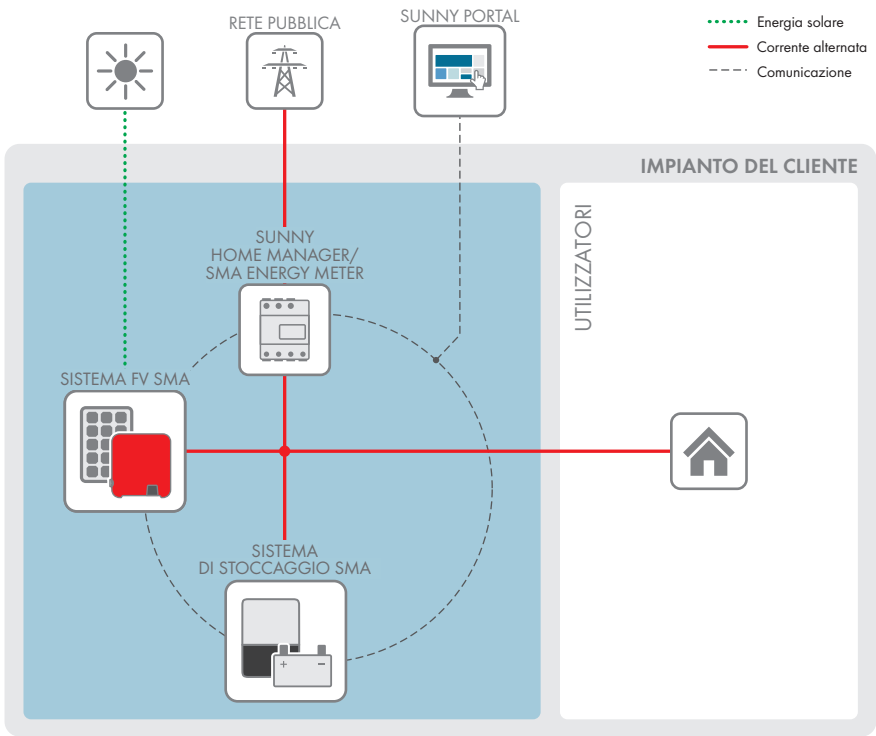 RETE PUBBLICA
SUNNY PORTAL
Energia solare
Corrente alternata
Comunicazione
IMPIANTO DEL CLIENTE
SUNNY
HOME MANAGER/
SMA ENERGY METER
UTILIZZATORI
SISTEMA FV SMA
SISTEMA
DI STOCCAGGIO SMA
+ −